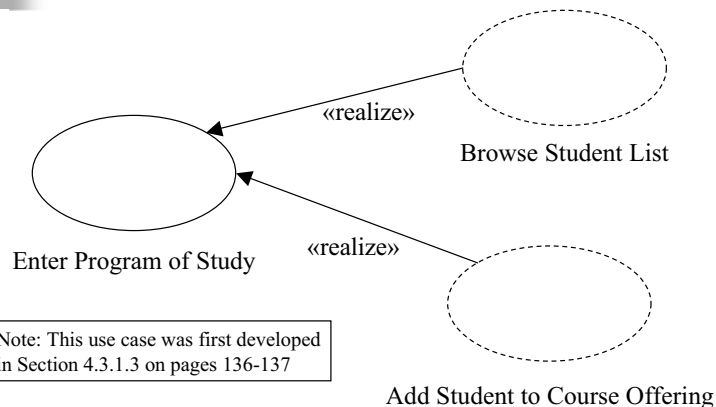 «realize»
Browse Student List
Enter Program of Study
«realize»
Note: This use case was first developed
in Section 4.3.1.3 on pages 136-137
Add Student to Course Offering